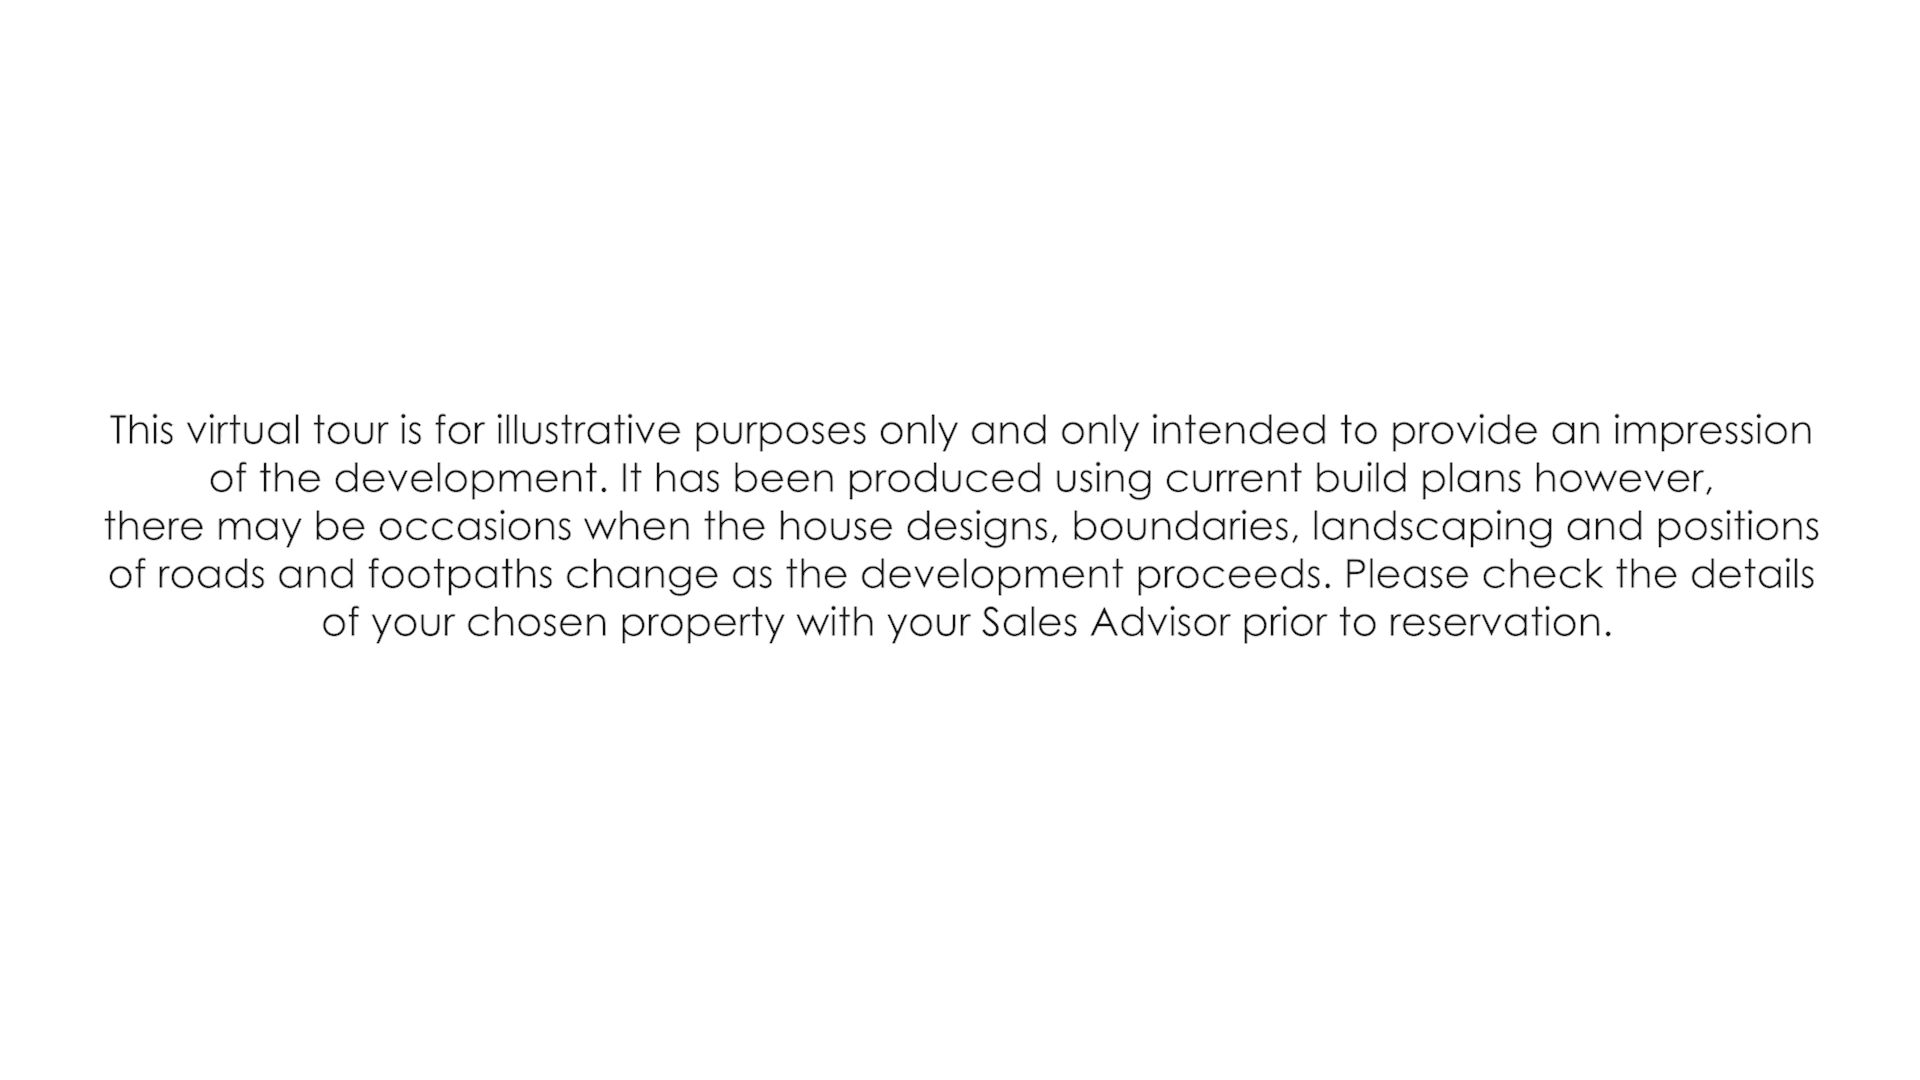 This virtual tour is for illustrative purposes only and only intended to provide an impression
of the development. It has been produced using current build plans however,
there may be occasions when the house designs, boundaries, landscaping and positions
of roads and footpaths change as the development proceeds. Please check the details
of your chosen property with your Sales Advisor prior to reservation.